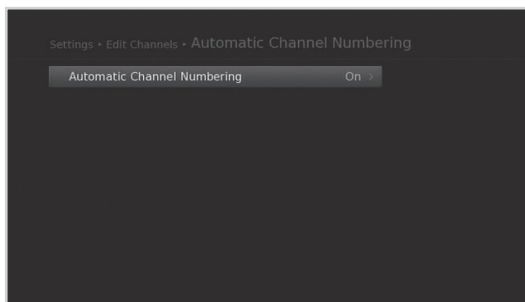 Settings • Edit Channels • Automatic Channel Numbering
Automatic Channel Numbering On >